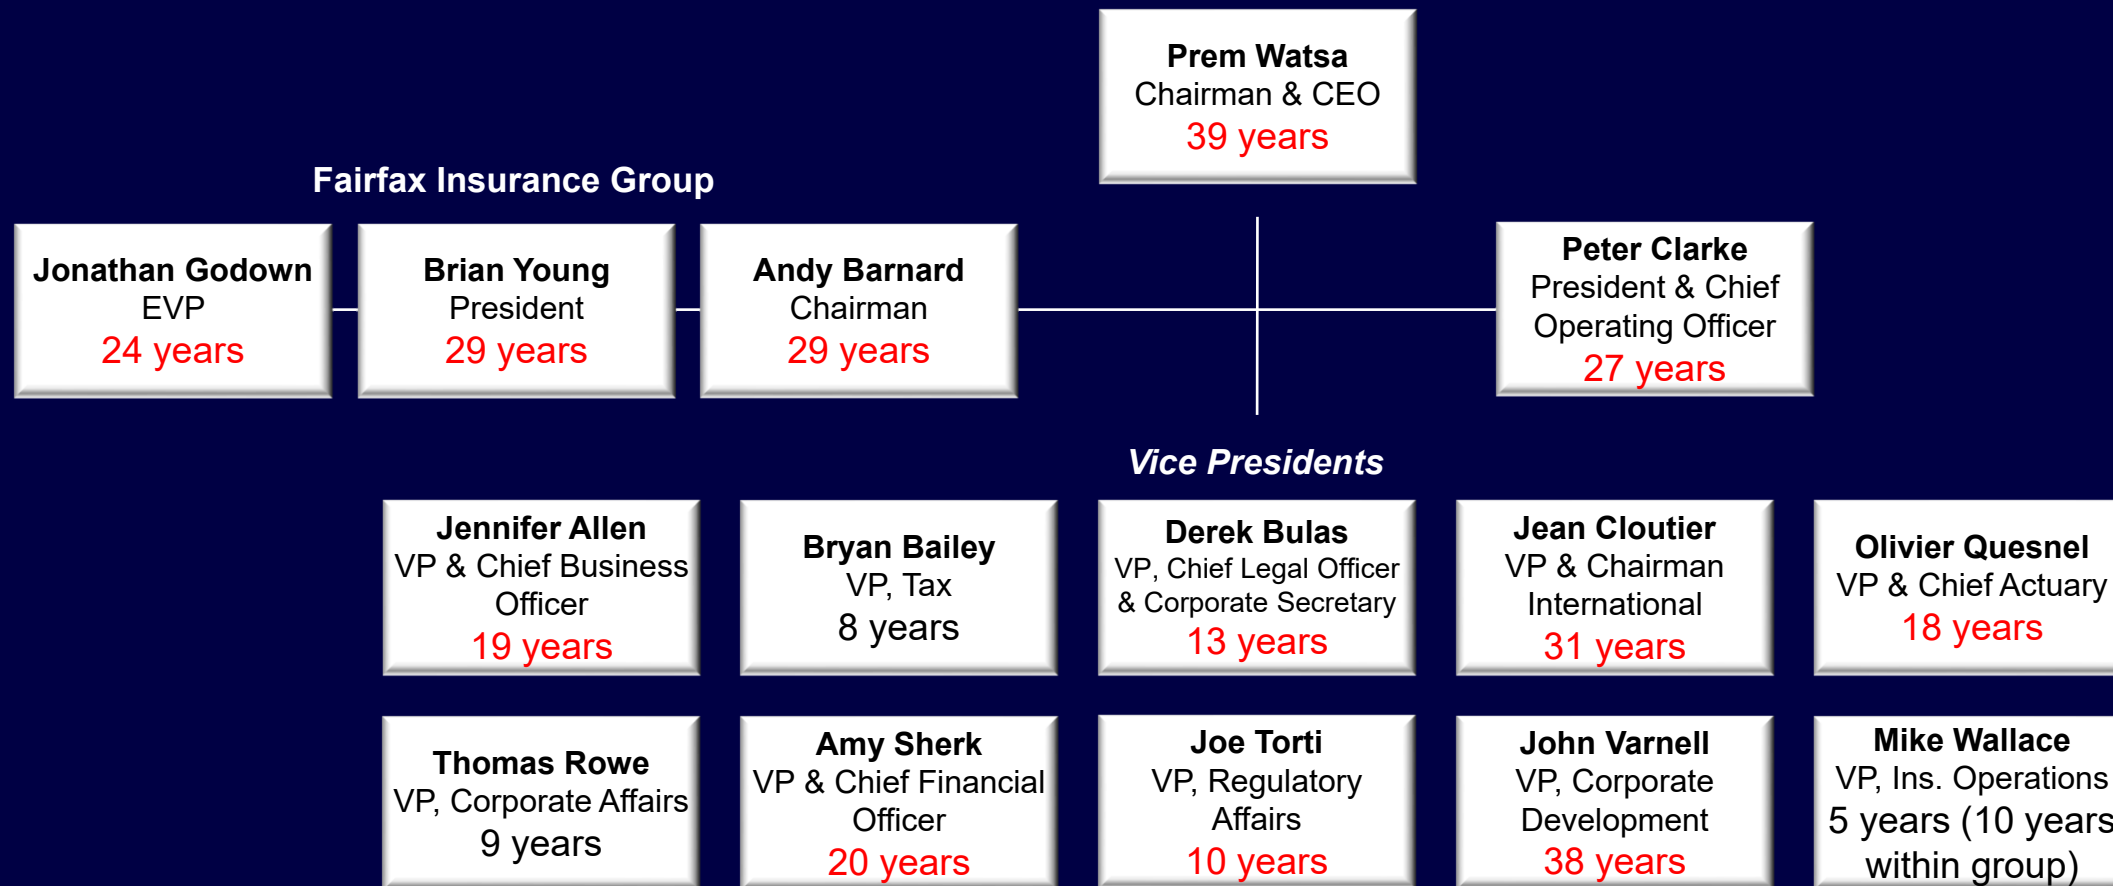 Prem Watsa
Chairman & CEO
39 years
Fairfax Insurance Group
Jonathan Godown
EVP
24 years
Brian Young
President
29 years
Andy Barnard
Chairman
29 years
Peter Clarke
President & Chief
Operating Officer
27 years
Vice Presidents
Jennifer Allen
VP & Chief Business
Officer
19 years
Bryan Bailey
VP, Tax
8 years
Derek Bulas
VP, Chief Legal Officer
& Corporate Secretary
13 years
Jean Cloutier
VP & Chairman
International
31 years
Olivier Quesnel
VP & Chief Actuary
18 years
Thomas Rowe
VP, Corporate Affairs
9 years
Amy Sherk
VP & Chief Financial
Officer
20 years
Joe Torti
VP, Regulatory
Affairs
10 years
John Varnell
VP, Corporate
Development
38 years
Mike Wallace
VP, Ins. Operations
5 years (10 years
within group)